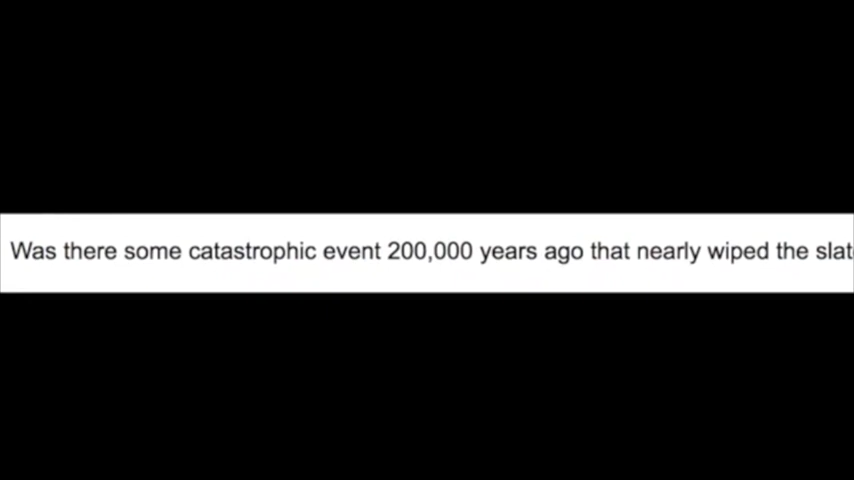 Was there some catastrophic event 200,000 years ago that nearly wiped the slat